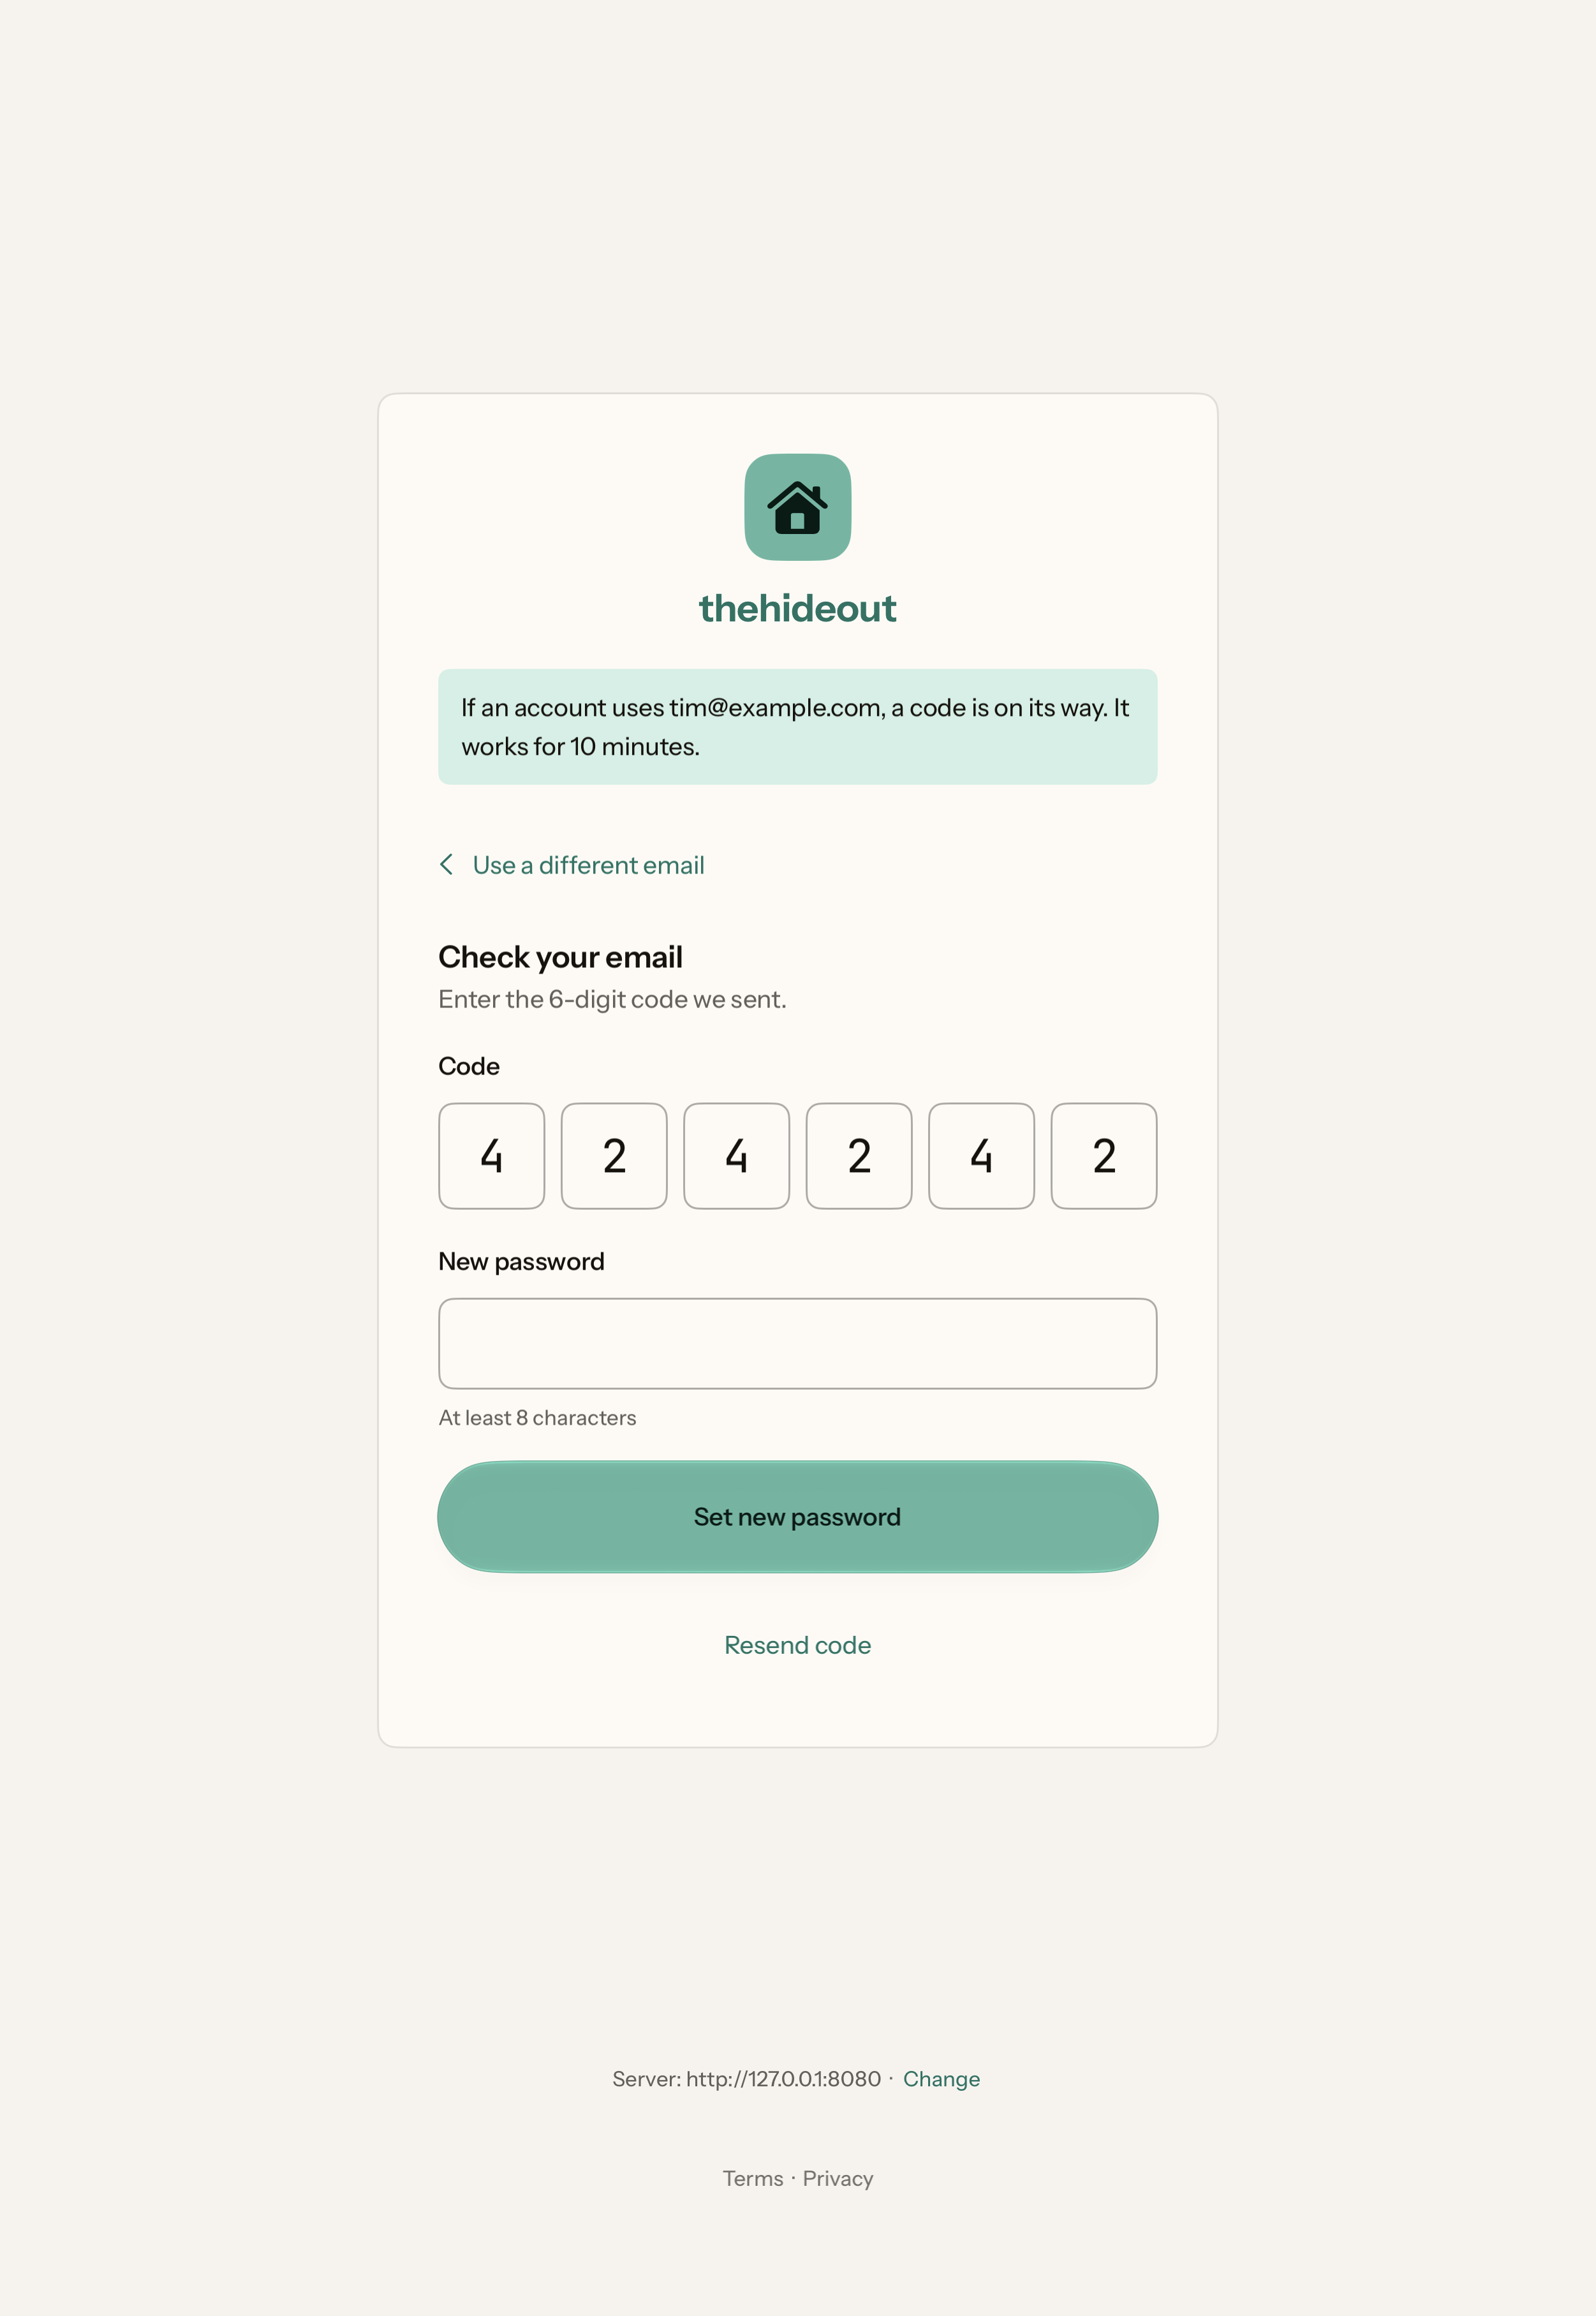 thehideout
If an account uses tim@example.com, a code is on its way. It
works for 10 minutes.
Use a different email
Check your email
Enter the 6-digit code we sent.
Code
4 2 4 2 4 2
New password
At least 8 characters
Set new password
Resend code
Server: http://127.0.0.1:8080 · Change
Terms · Privacy